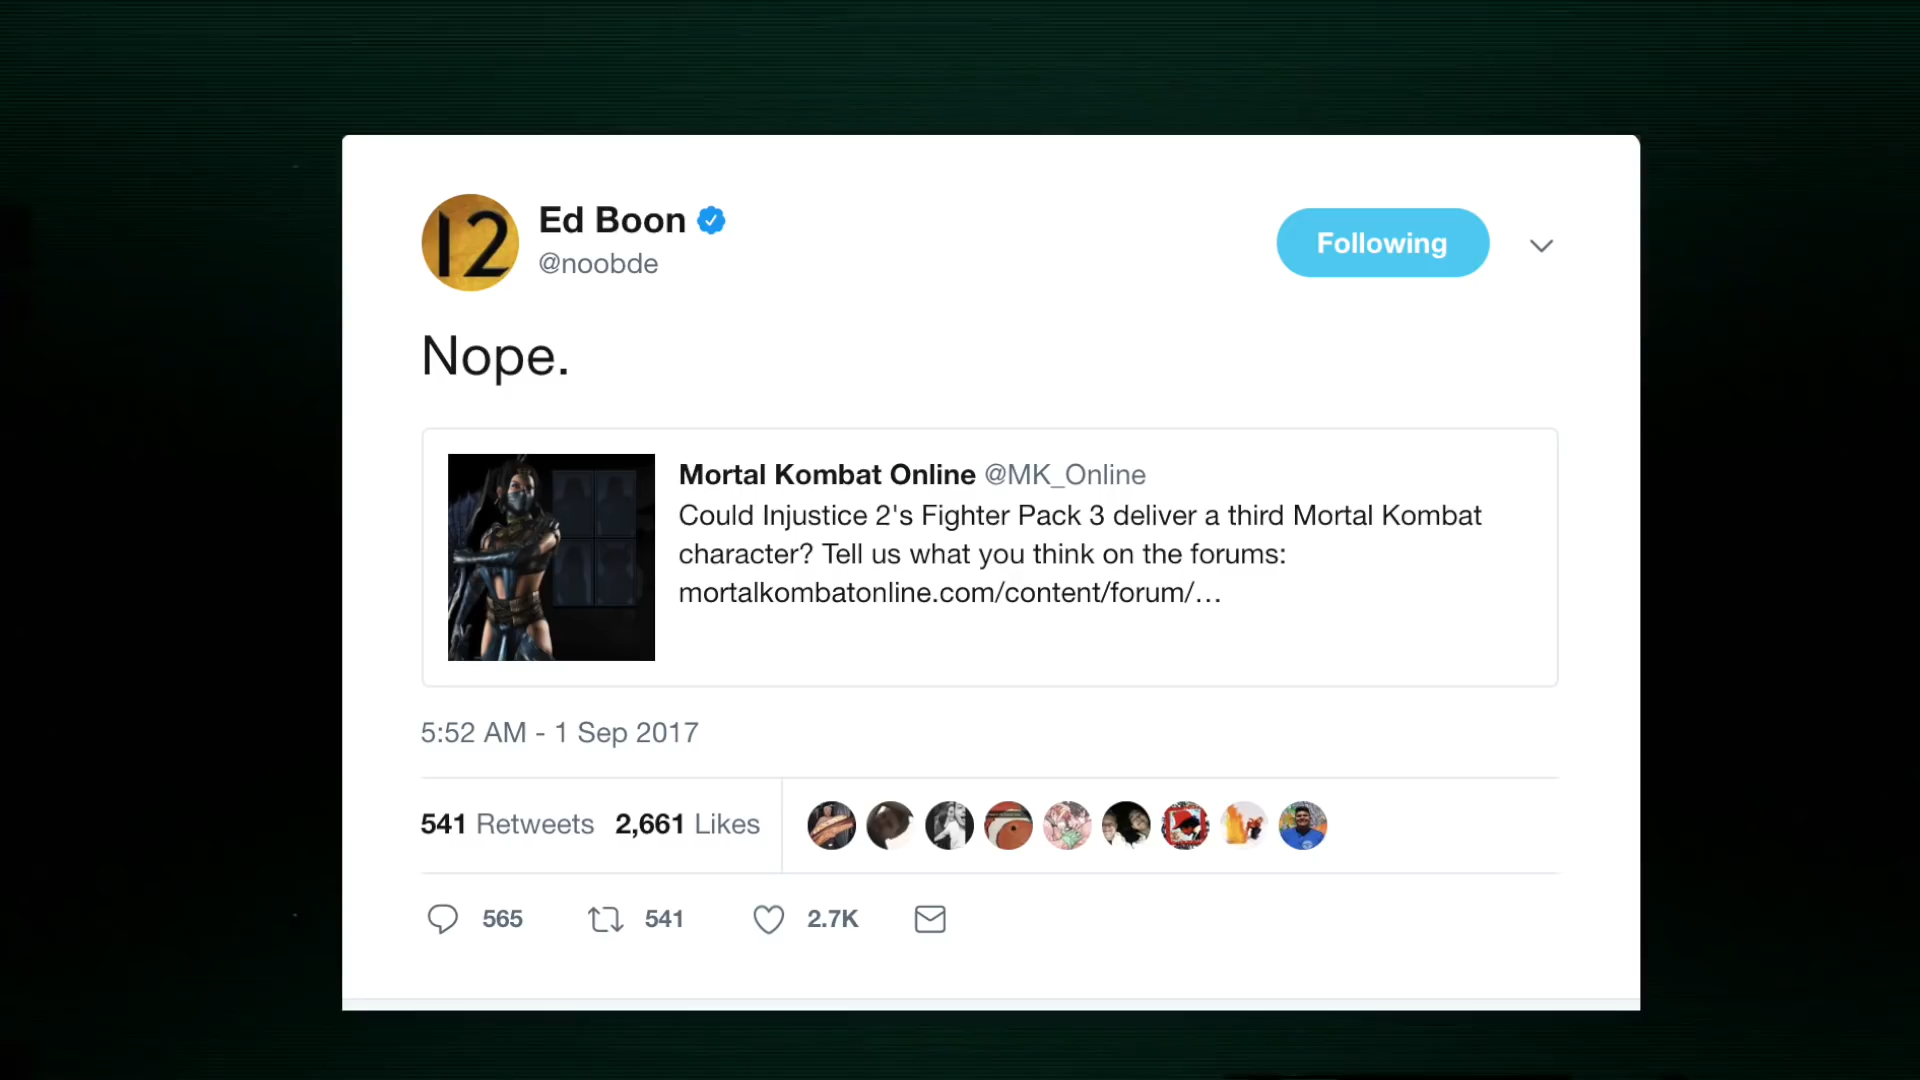 12
Ed Boon
@noobde
Following
Nope.
Mortal Kombat Online @MK_Online
Could Injustice 2's Fighter Pack 3 deliver a third Mortal Kombat
character? Tell us what you think on the forums:
mortalkombatonline.com/content/forum/…
5:52 AM - 1 Sep 2017
541 Retweets 2,661 Likes
565 541 2.7K